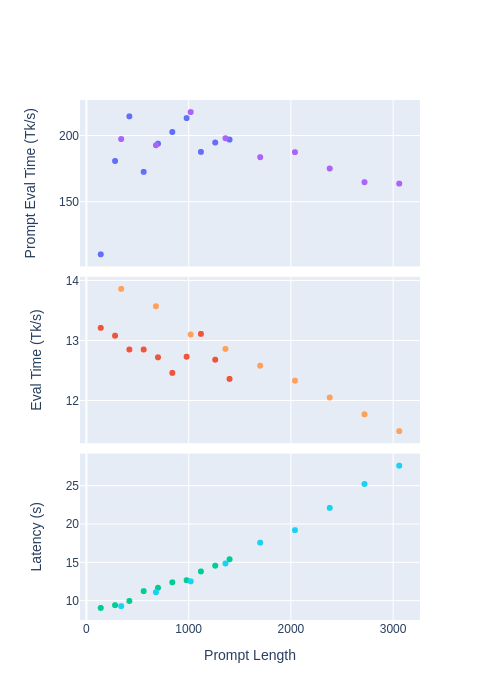 Prompt Eval Time (Tk/s)
200
150
Eval Time (Tk/s)
14
13
12
Latency (s)
25
20
15
10
0 1000 2000 3000
Prompt Length